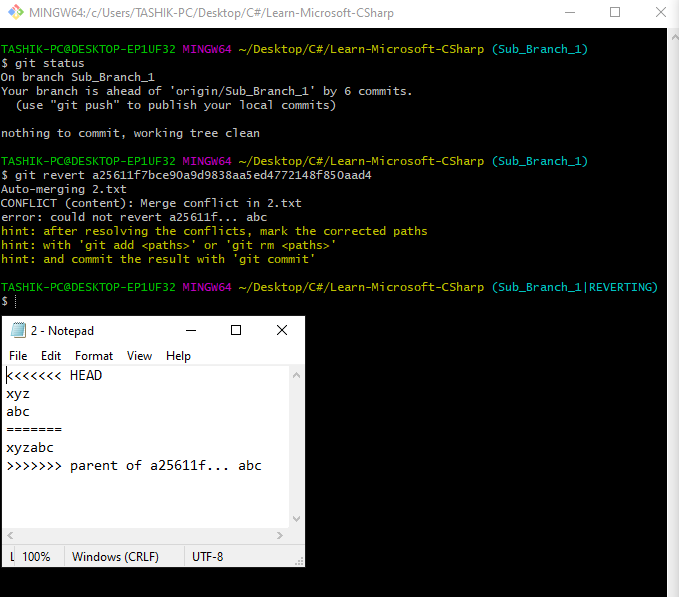 MINGW64:/c/Users/TASHIK-PC/Desktop/C#/Learn-Microsoft-CSharp
TASHIK-PC@DESKTOP-EP1UF32 MINGW64 ~/Desktop/C#/Learn-Microsoft-CSharp (Sub_Branch_1)
$ git status
On branch Sub_Branch_1
Your branch is ahead of 'origin/Sub_Branch_1' by 6 commits.
  (use "git push" to publish your local commits)
nothing to commit, working tree clean
TASHIK-PC@DESKTOP-EP1UF32 MINGW64 ~/Desktop/C#/Learn-Microsoft-CSharp (Sub_Branch_1)
$ git revert a25611f7bce90a9d9838aa5ed4772148f850aad4
Auto-merging 2.txt
CONFLICT (content): Merge conflict in 2.txt
error: could not revert a25611f... abc
hint: after resolving the conflicts, mark the corrected paths
hint: with 'git add <paths>' or 'git rm <paths>'
hint: and commit the result with 'git commit'
TASHIK-PC@DESKTOP-EP1UF32 MINGW64 ~/Desktop/C#/Learn-Microsoft-CSharp (Sub_Branch_1|REVERTING)
$
2 - Notepad
File Edit Format View Help
<<<<<<< HEAD
xyz
abc
=======
xyzabc
>>>>>>> parent of a25611f... abc
L 100% Windows (CRLF) UTF-8